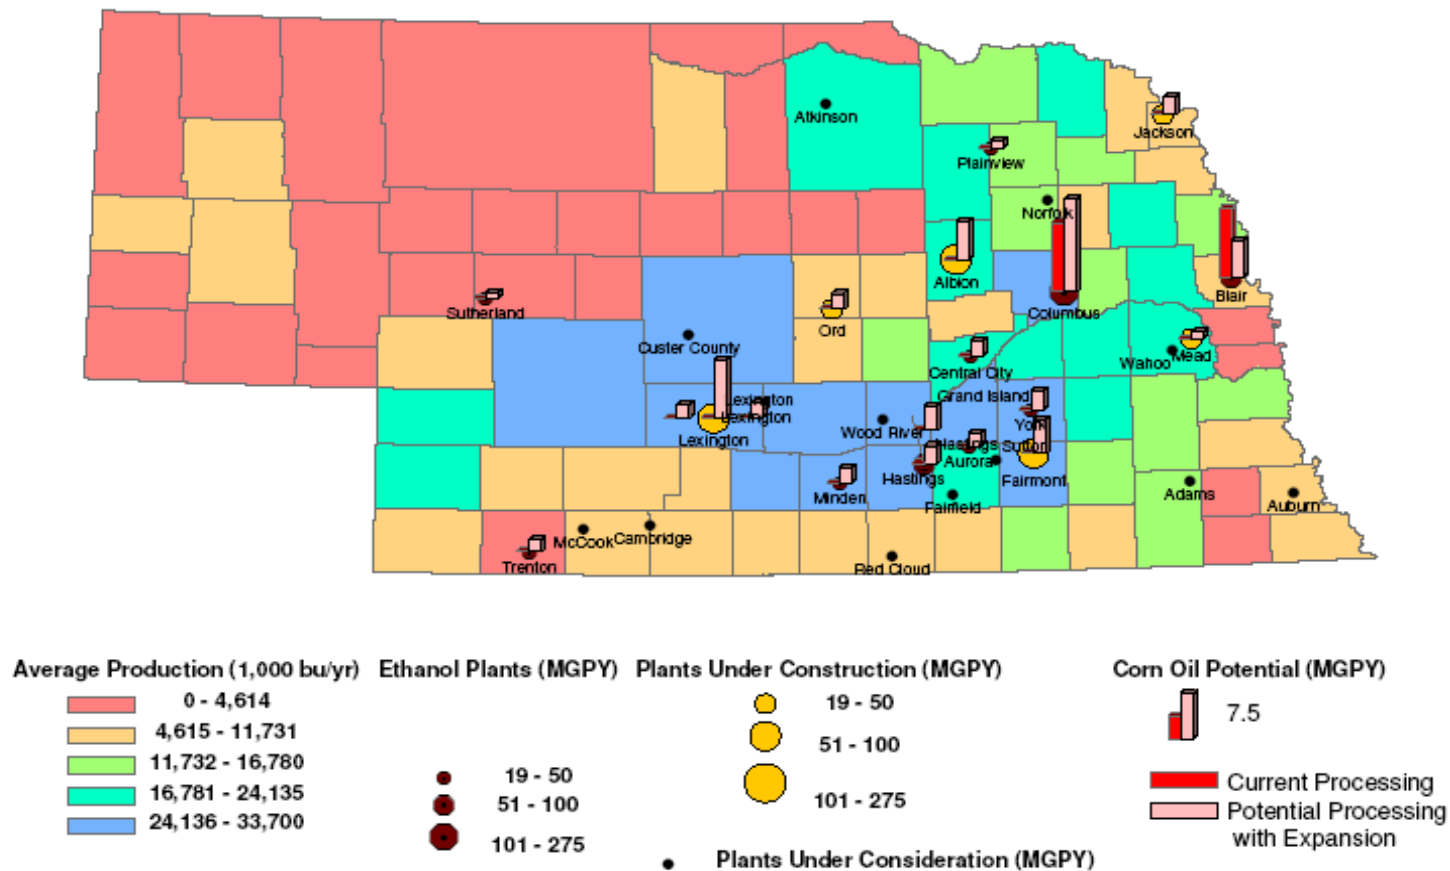 Atkinson
Jackson
Plainview
Norfolk
Albion
Blair
Sutherland
Columbus
Ord
Custer County
Wahoo
Mead
Central City
Lexington
Grand Island
Lexington
York
Wood River
Lexington
Hastings
Sutton
Aurora
Hastings
Fairmont
Adams
Minden
Fairfield
Auburn
McCook
Cambridge
Trenton
Red Cloud
Average Production (1,000 bu/yr)
0 - 4,614
4,615 - 11,731
11,732 - 16,780
16,781 - 24,135
24,136 - 33,700
Ethanol Plants (MGPY)
19 - 50
51 - 100
101 - 275
Plants Under Construction (MGPY)
19 - 50
51 - 100
101 - 275
Plants Under Consideration (MGPY)
Corn Oil Potential (MGPY)
7.5
Current Processing
Potential Processing
with Expansion